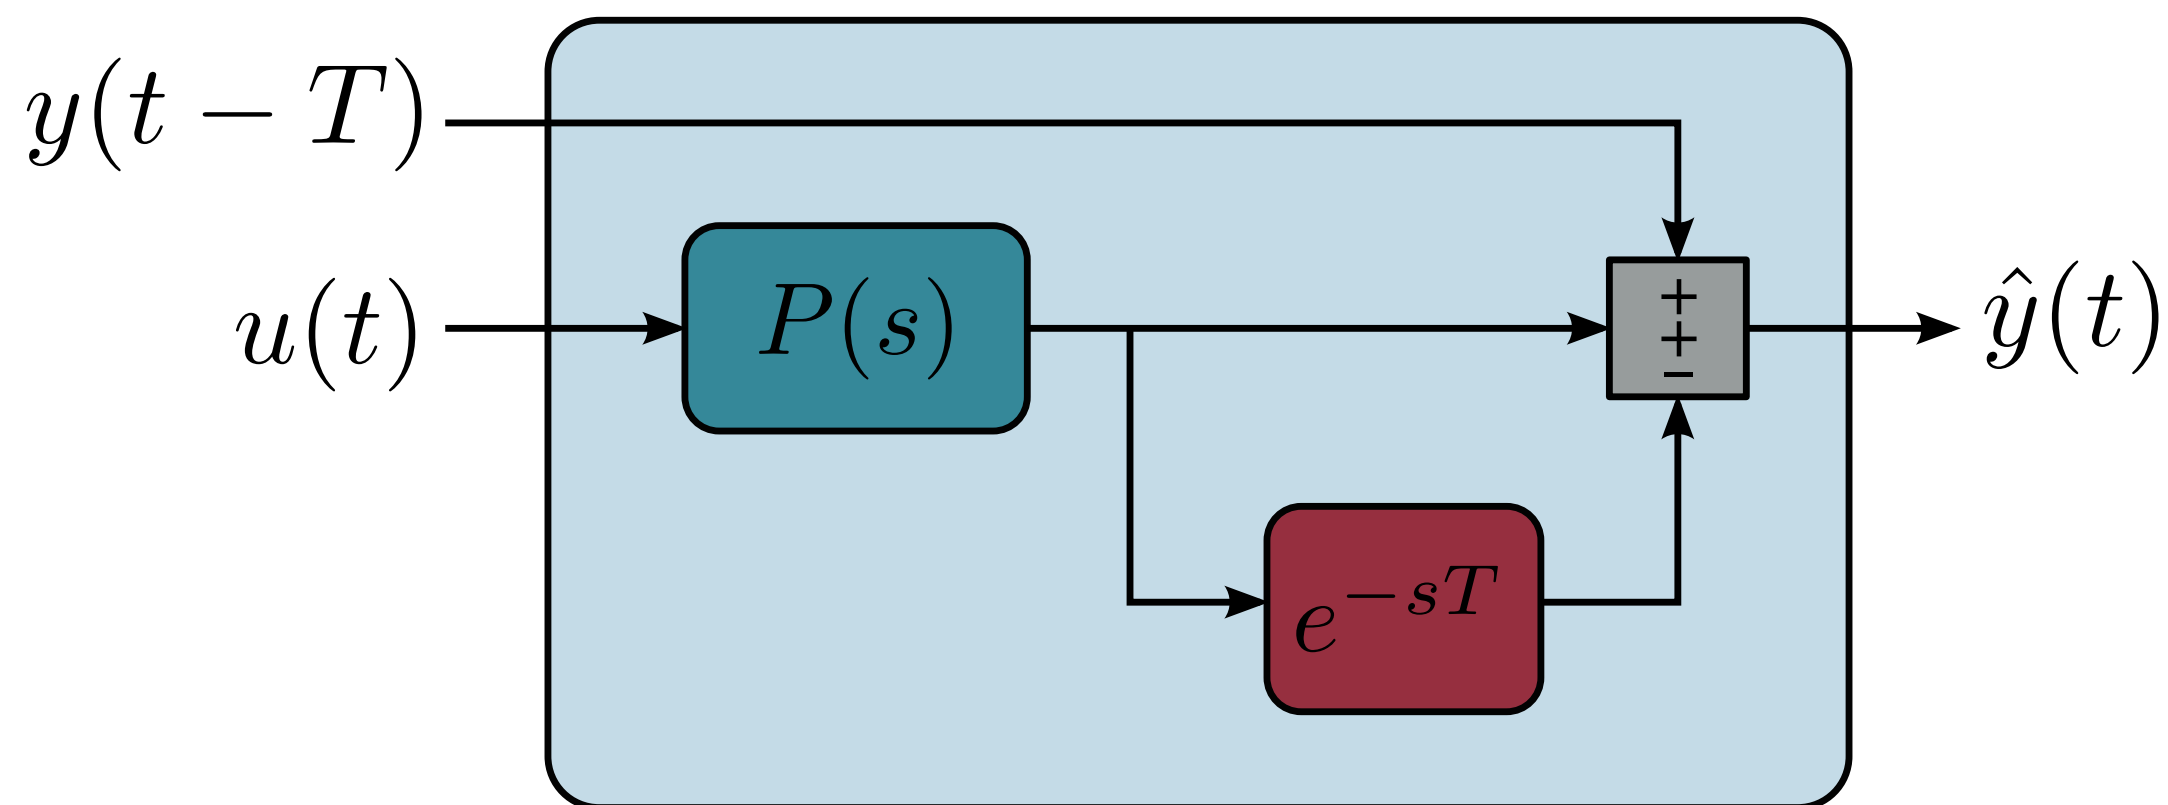 y(t − T)
u(t)
P(s)
+
+
−
ŷ(t)
e^{−sT}